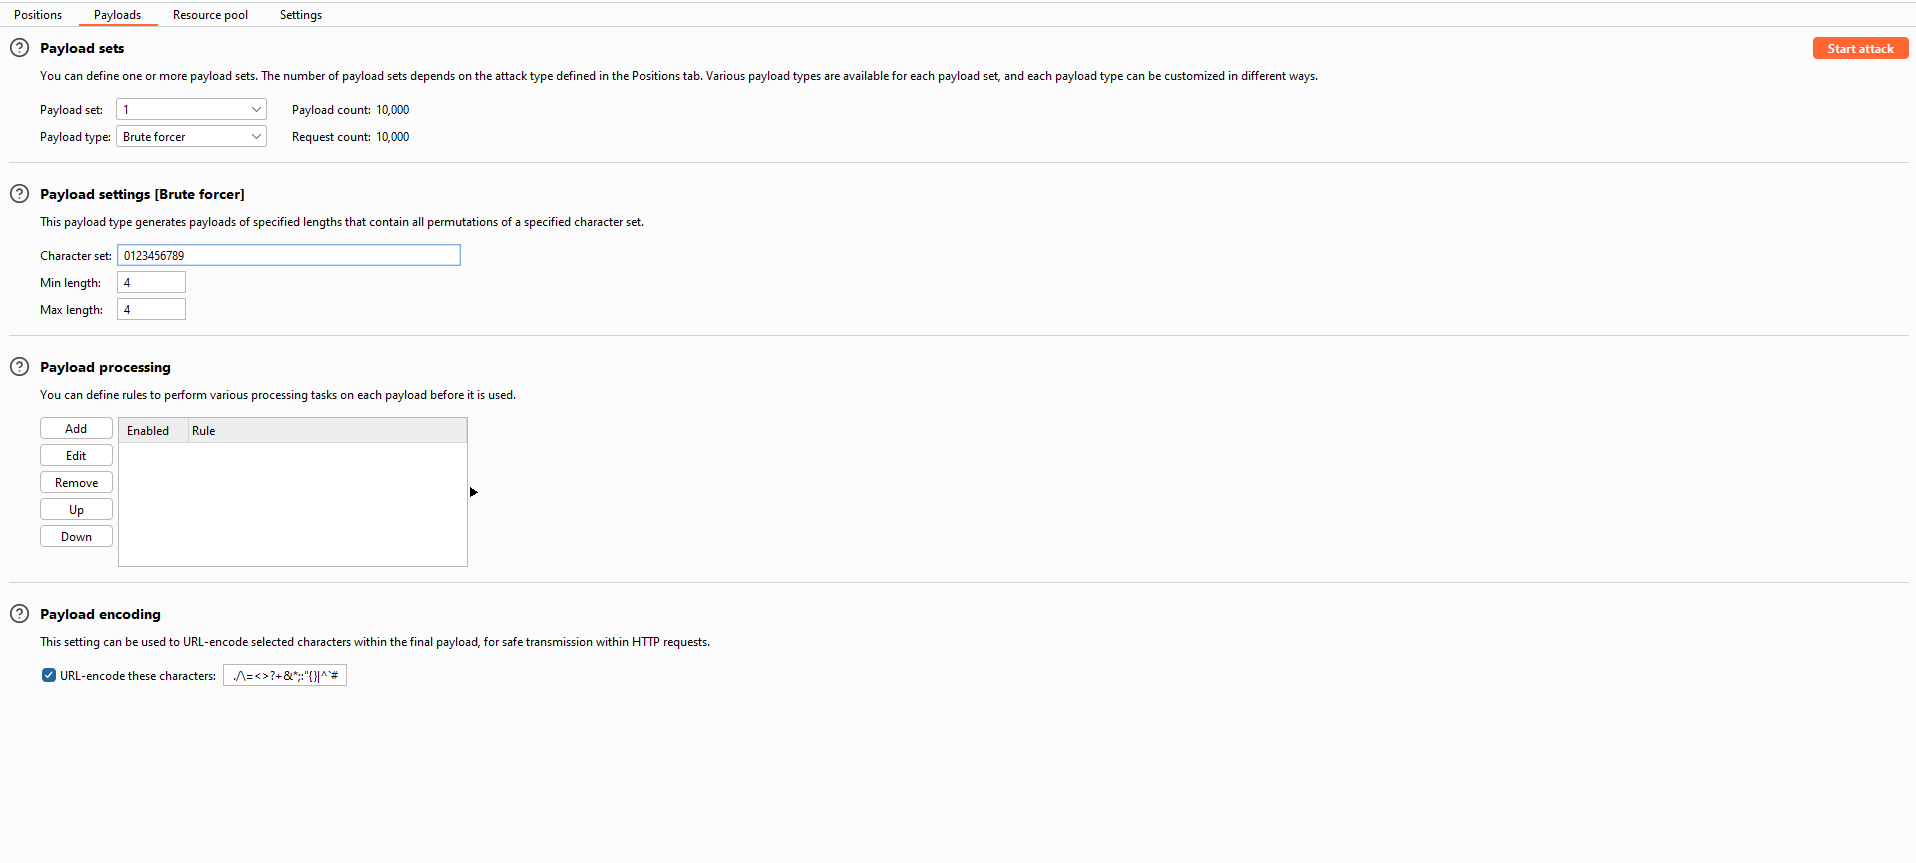 Positions Payloads Resource pool Settings
? Payload sets Start attack
You can define one or more payload sets. The number of payload sets depends on the attack type defined in the Positions tab. Various payload types are available for each payload set, and each payload type can be customized in different ways.
Payload set: 1 Payload count: 10,000
Payload type: Brute forcer Request count: 10,000
? Payload settings [Brute forcer]
This payload type generates payloads of specified lengths that contain all permutations of a specified character set.
Character set: 0123456789
Min length: 4
Max length: 4
? Payload processing
You can define rules to perform various processing tasks on each payload before it is used.
Add Enabled Rule
Edit
Remove
Up
Down
? Payload encoding
This setting can be used to URL-encode selected characters within the final payload, for safe transmission within HTTP requests.
URL-encode these characters: ./\=<>?+&*;:"{}|^`#